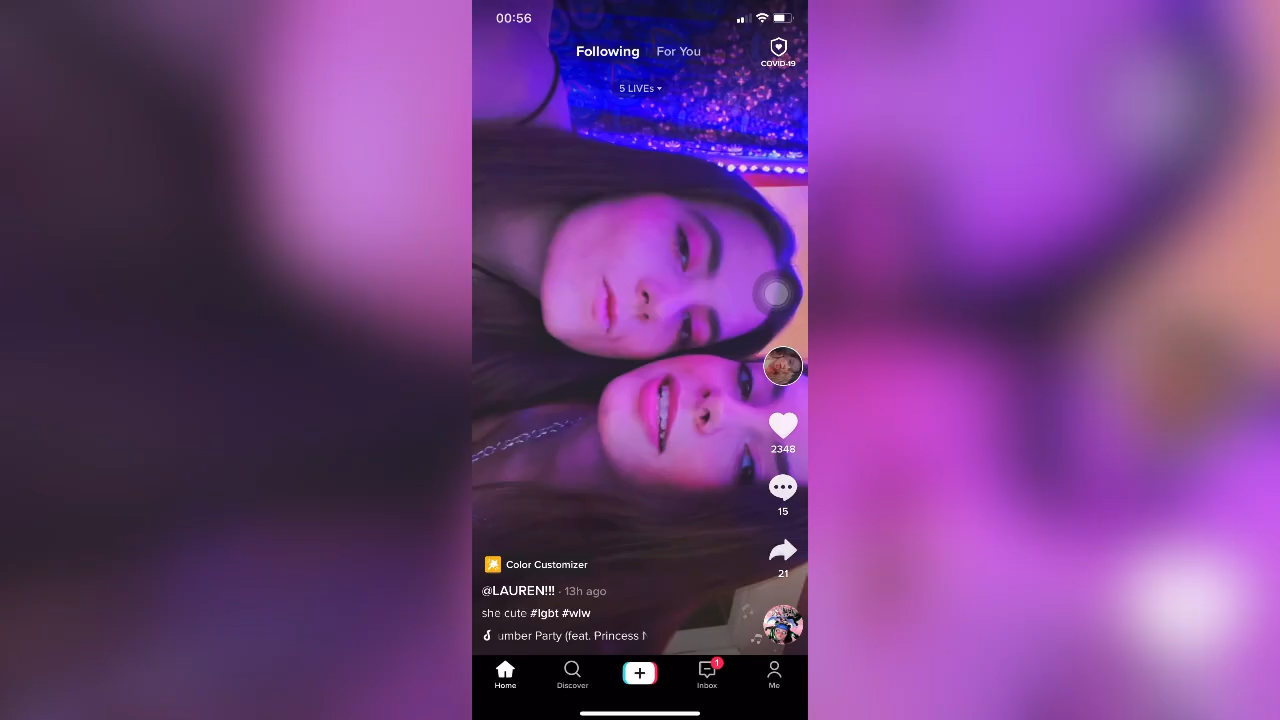 00:56
Following
For You
COVID-19
5 LIVEs
2348
15
21
Color Customizer
@LAUREN!!! · 13h ago
she cute #lgbt #wlw
umber Party (feat. Princess N
1
Home
Discover
Inbox
Me